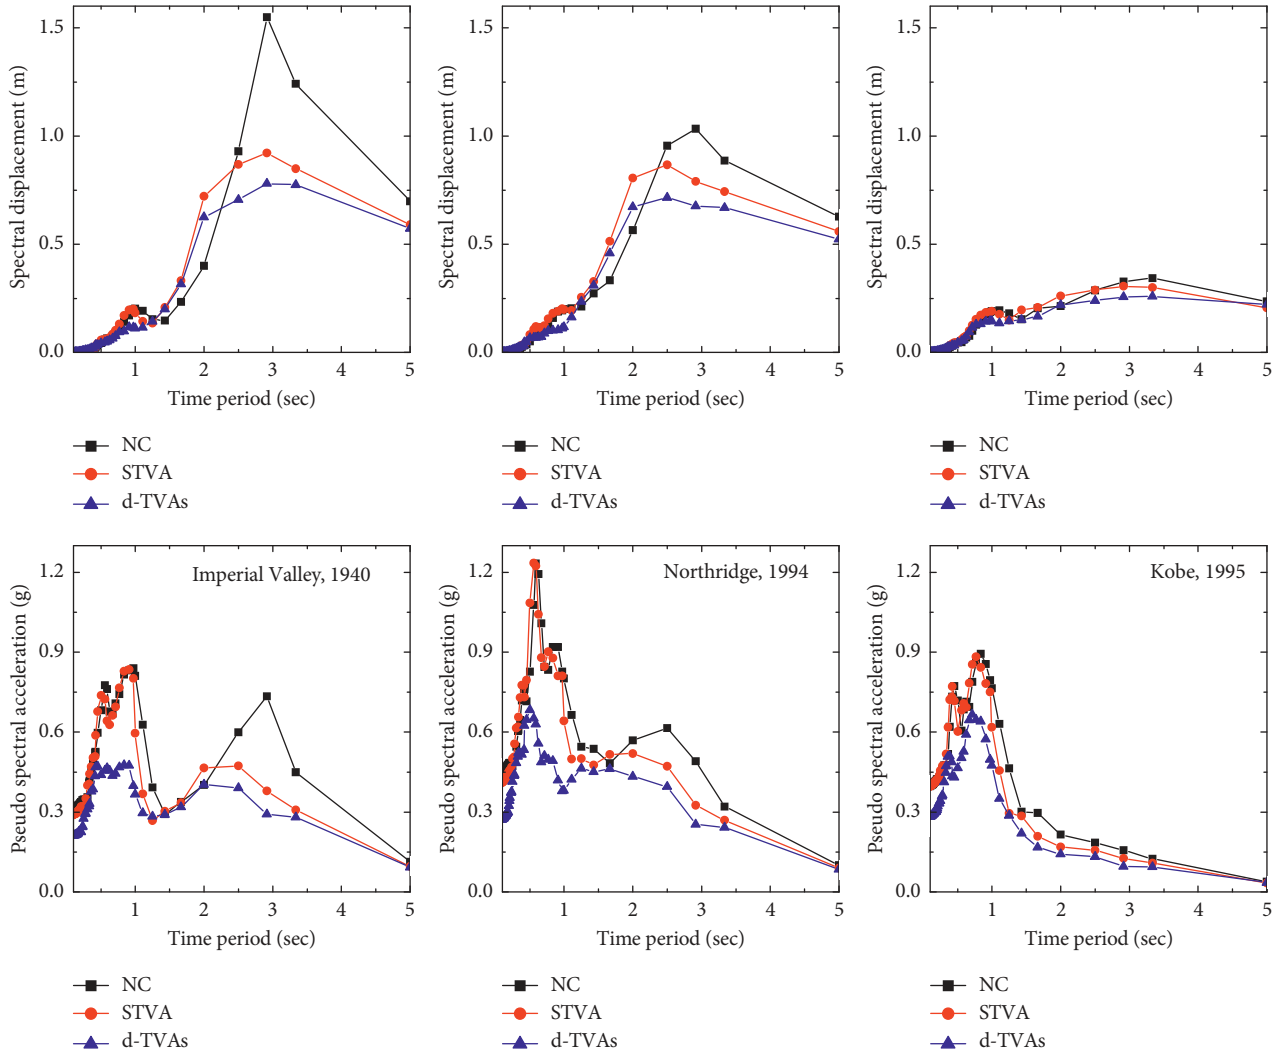 1.5
1.0
0.5
0.0
Spectral displacement (m)
1 2 3 4 5
Time period (sec)
NC
STVA
d-TVAs
1.5
1.0
0.5
0.0
Spectral displacement (m)
1 2 3 4 5
Time period (sec)
NC
STVA
d-TVAs
1.5
1.0
0.5
0.0
Spectral displacement (m)
1 2 3 4 5
Time period (sec)
NC
STVA
d-TVAs
Imperial Valley, 1940
1.2
0.9
0.6
0.3
0.0
Pseudo spectral acceleration (g)
1 2 3 4 5
Time period (sec)
NC
STVA
d-TVAs
Northridge, 1994
1.2
0.9
0.6
0.3
0.0
Pseudo spectral acceleration (g)
1 2 3 4 5
Time period (sec)
NC
STVA
d-TVAs
Kobe, 1995
1.2
0.9
0.6
0.3
0.0
Pseudo spectral acceleration (g)
1 2 3 4 5
Time period (sec)
NC
STVA
d-TVAs